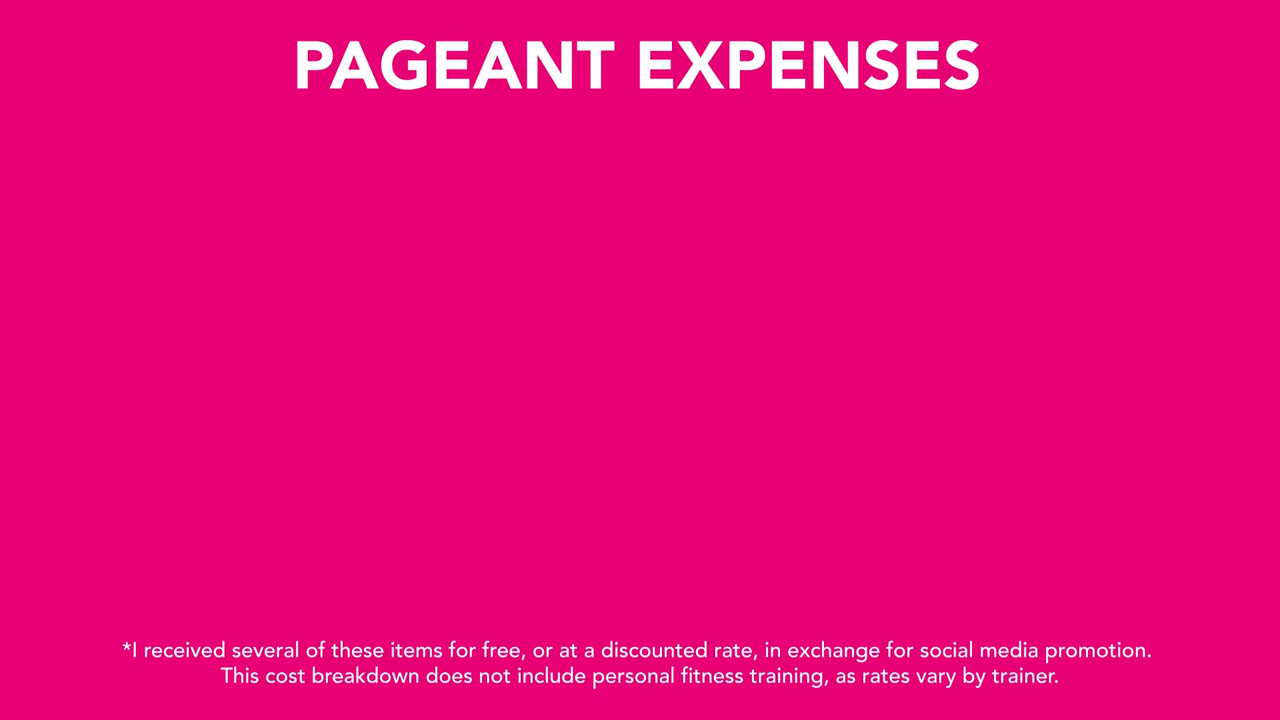 PAGEANT EXPENSES
*I received several of these items for free, or at a discounted rate, in exchange for social media promotion.
This cost breakdown does not include personal fitness training, as rates vary by trainer.